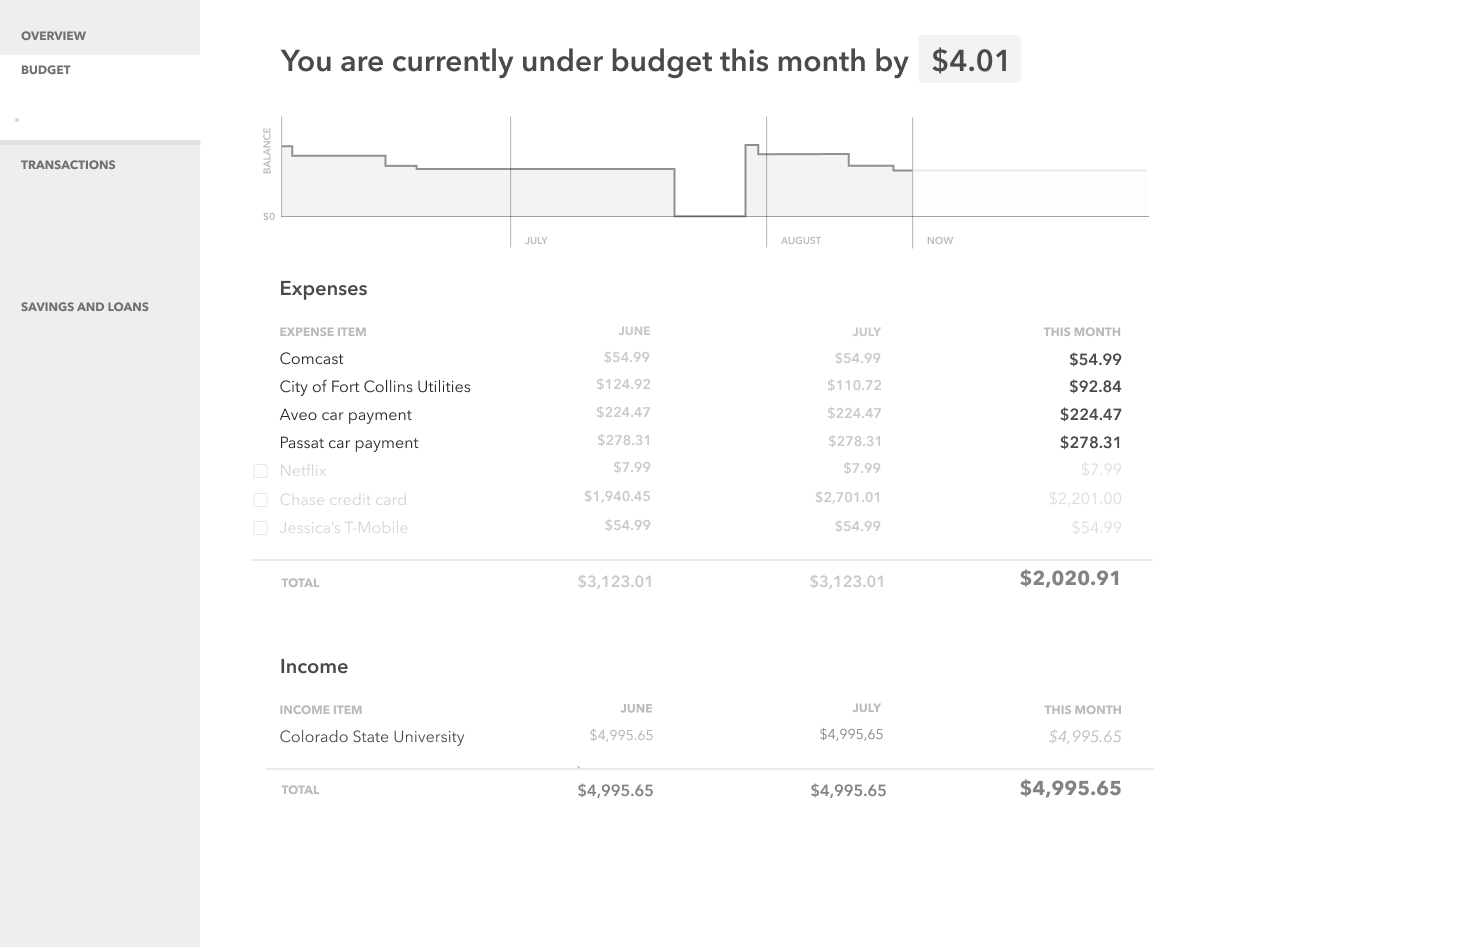 OVERVIEW
BUDGET
TRANSACTIONS
SAVINGS AND LOANS
You are currently under budget this month by $4.01
BALANCE
$0
JULY AUGUST NOW
Expenses
EXPENSE ITEM JUNE JULY THIS MONTH
Comcast $54.99 $54.99 $54.99
City of Fort Collins Utilities $124.92 $110.72 $92.84
Aveo car payment $224.47 $224.47 $224.47
Passat car payment $278.31 $278.31 $278.31
Netflix $7.99 $7.99 $7.99
Chase credit card $1,940.45 $2,701.01 $2,201.00
Jessica's T-Mobile $54.99 $54.99 $54.99
TOTAL $3,123.01 $3,123.01 $2,020.91
Income
INCOME ITEM JUNE JULY THIS MONTH
Colorado State University $4,995.65 $4,995,65 $4,995.65
TOTAL $4,995.65 $4,995.65 $4,995.65